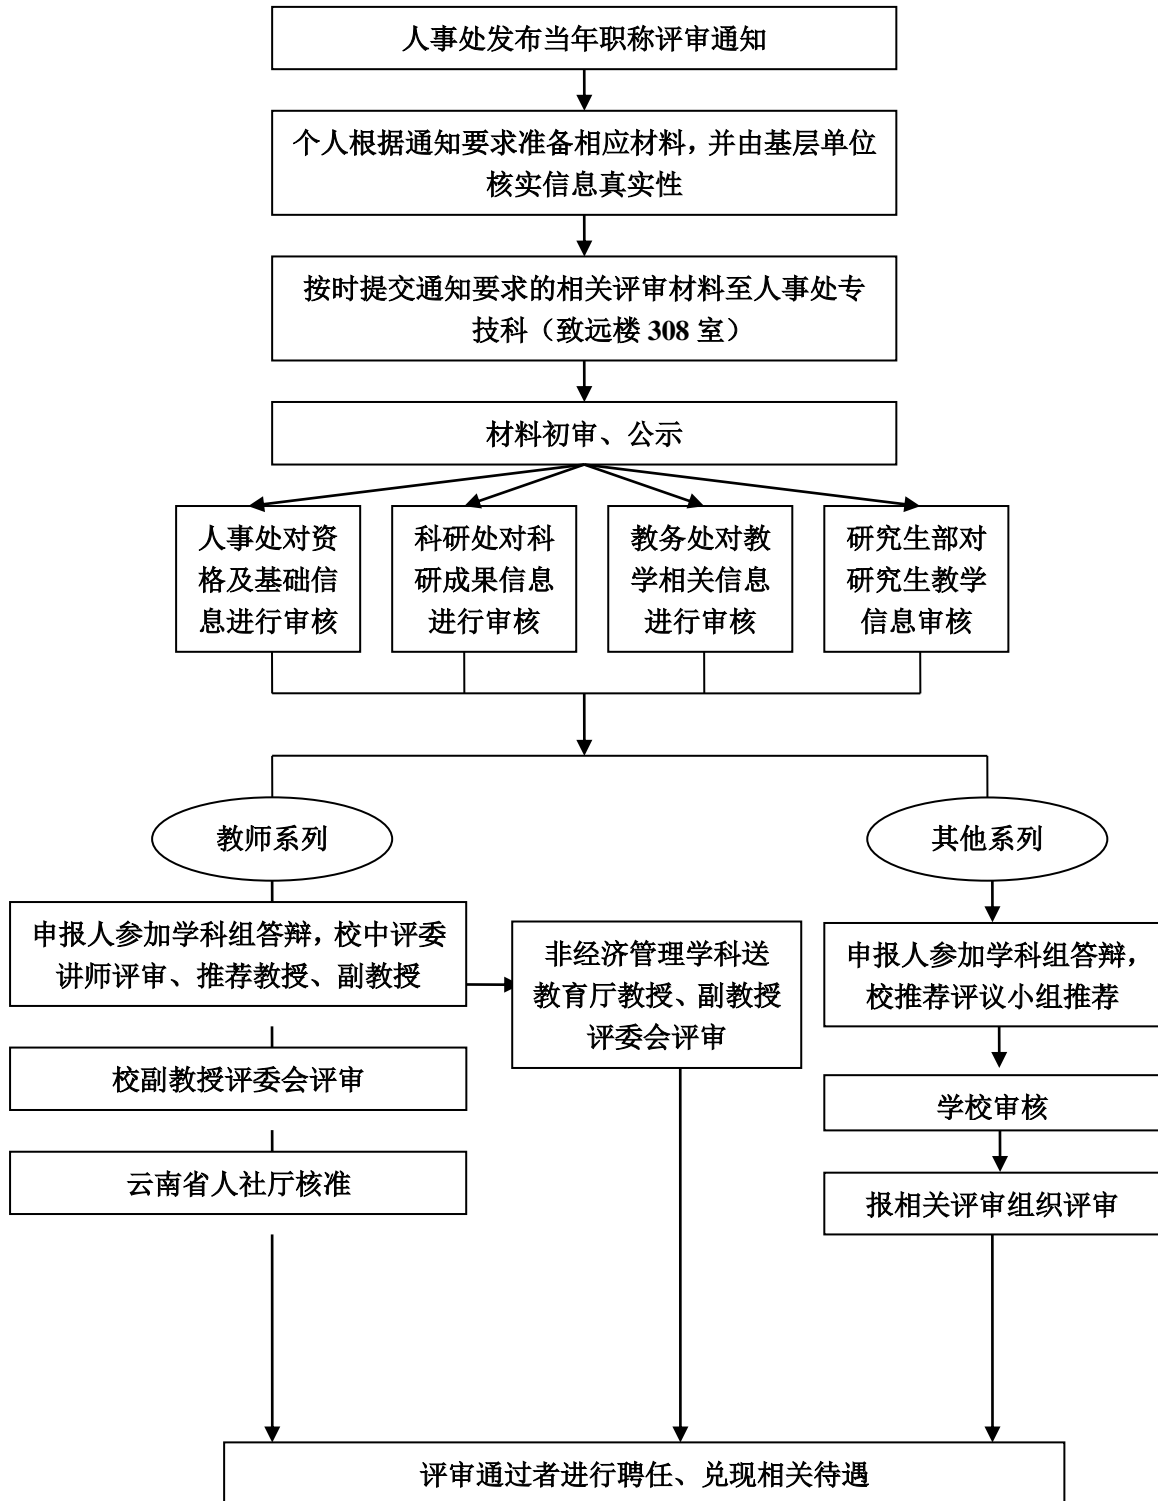 人事处发布当年职称评审通知
个人根据通知要求准备相应材料，并由基层单位
核实信息真实性
按时提交通知要求的相关评审材料至人事处专
技科（致远楼 308 室）
材料初审、公示
人事处对资
格及基础信
息进行审核
科研处对科
研成果信息
进行审核
教务处对教
学相关信息
进行审核
研究生部对
研究生教学
信息审核
教师系列
其他系列
申报人参加学科组答辩，校中评委
讲师评审、推荐教授、副教授
非经济管理学科送
教育厅教授、副教授
评委会评审
申报人参加学科组答辩，
校推荐评议小组推荐
校副教授评委会评审
学校审核
云南省人社厅核准
报相关评审组织评审
评审通过者进行聘任、兑现相关待遇